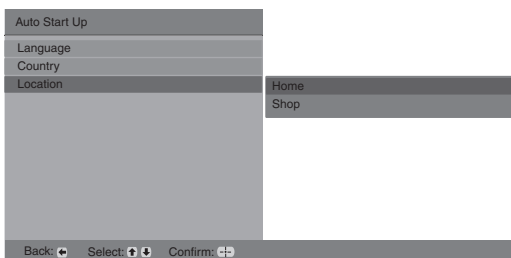 Auto Start Up
Language
Country
Location
Home
Shop
Back: Select: Confirm: